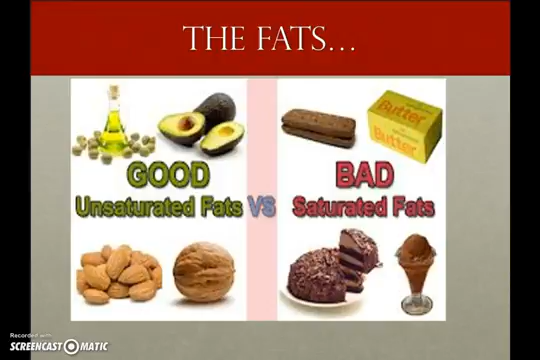 THE FATS...
Butter
Butter
GOOD
BAD
Unsaturated Fats VS Saturated Fats
Recorded with
SCREENCAST-O-MATIC